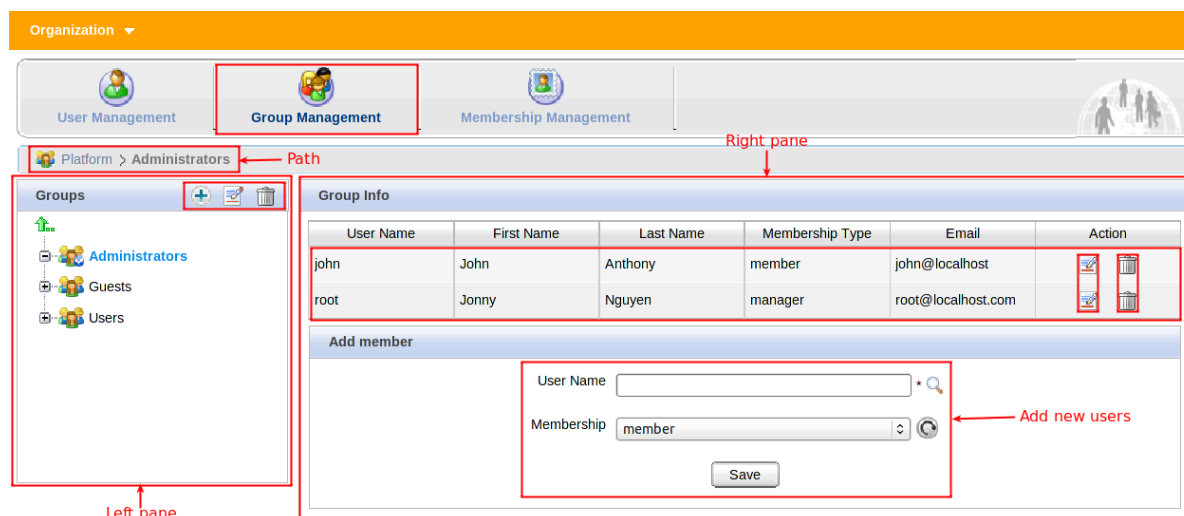 Organization
User Management Group Management Membership Management
Right pane
Platform > Administrators Path
Groups Group Info
User Name First Name Last Name Membership Type Email Action
Administrators john John Anthony member john@localhost
Guests root Jonny Nguyen manager root@localhost.com
Users
Add member
User Name *
Membership member Add new users
Save
Left pane